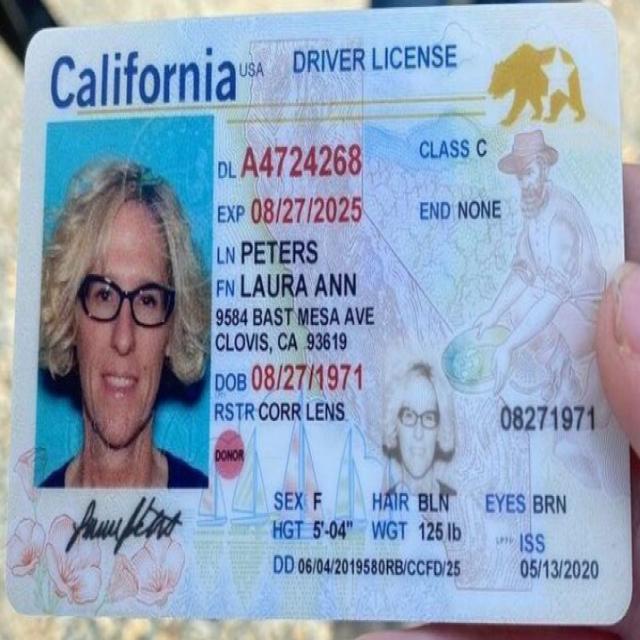 California USA DRIVER LICENSE
DL A4724268 CLASS C
EXP 08/27/2025 END NONE
LN PETERS
FN LAURA ANN
9584 BAST MESA AVE
CLOVIS, CA 93619
DOB 08/27/1971
RSTR CORR LENS 08271971
DONOR
SEX F HAIR BLN EYES BRN
HGT 5'-04" WGT 125 lb ISS
DD 06/04/2019580RB/CCFD/25 05/13/2020